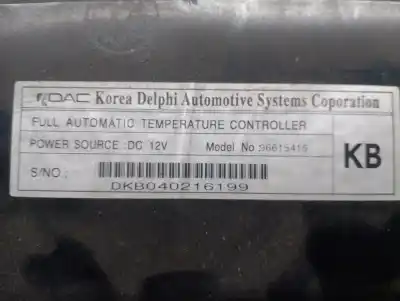 KDAC Korea Delphi Automotive Systems Coporation
FULL AUTOMATIC TEMPERATURE CONTROLLER
POWER SOURCE :DC 12V Model No :96615415
KB
S/NO :
DKB040216199